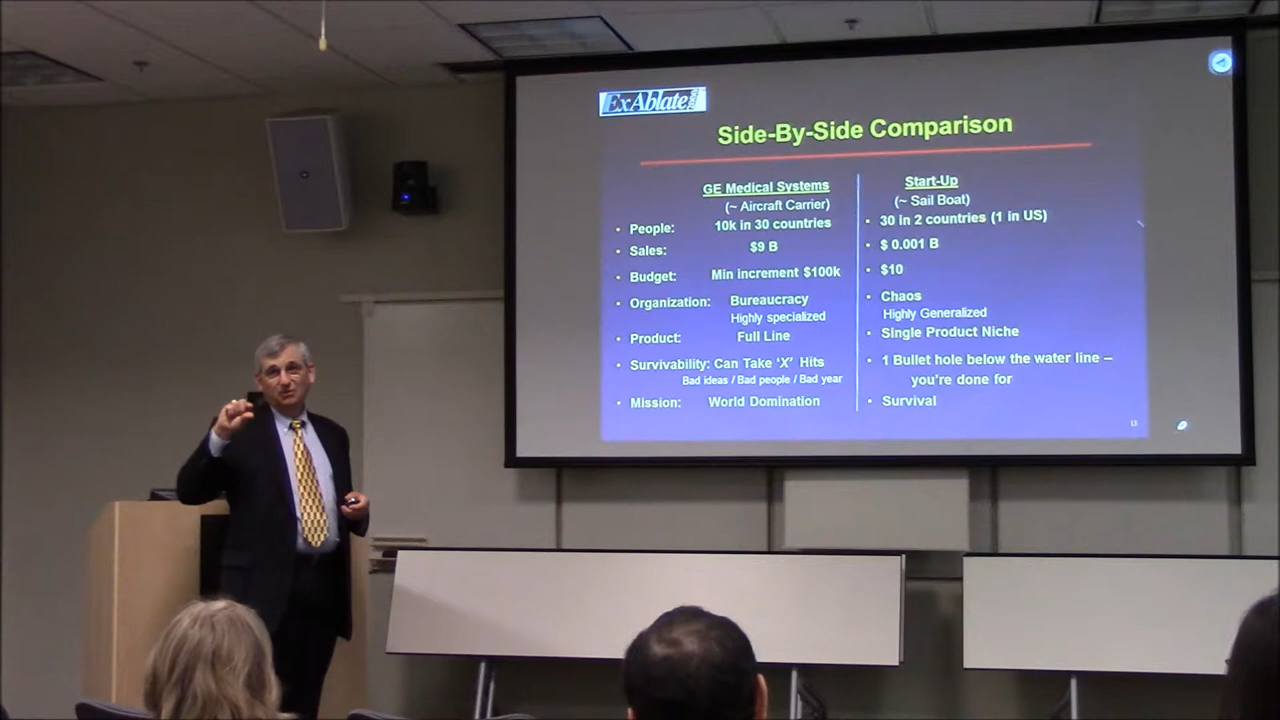 ExAblate 2000
Side-By-Side Comparison
GE Medical Systems
(~ Aircraft Carrier)
• People: 10k in 30 countries
• Sales: $9 B
• Budget: Min increment $100k
• Organization: Bureaucracy
Highly specialized
• Product: Full Line
• Survivability: Can Take ‘X’ Hits
Bad ideas / Bad people / Bad year
• Mission: World Domination
Start-Up
(~ Sail Boat)
• 30 in 2 countries (1 in US)
• $ 0.001 B
• $10
• Chaos
Highly Generalized
• Single Product Niche
• 1 Bullet hole below the water line –
you're done for
• Survival
13